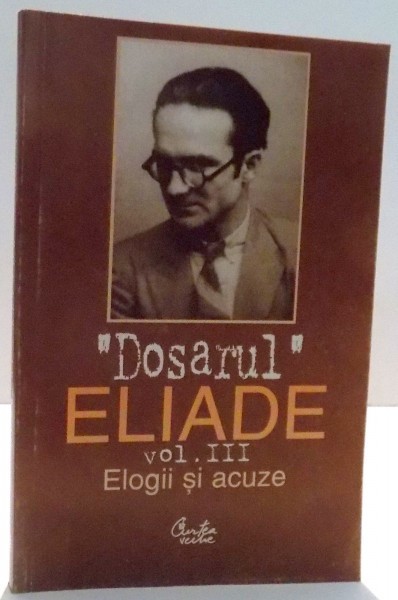 "Dosarul"
ELIADE
vol.III
Elogii și acuze
Curtea
veche